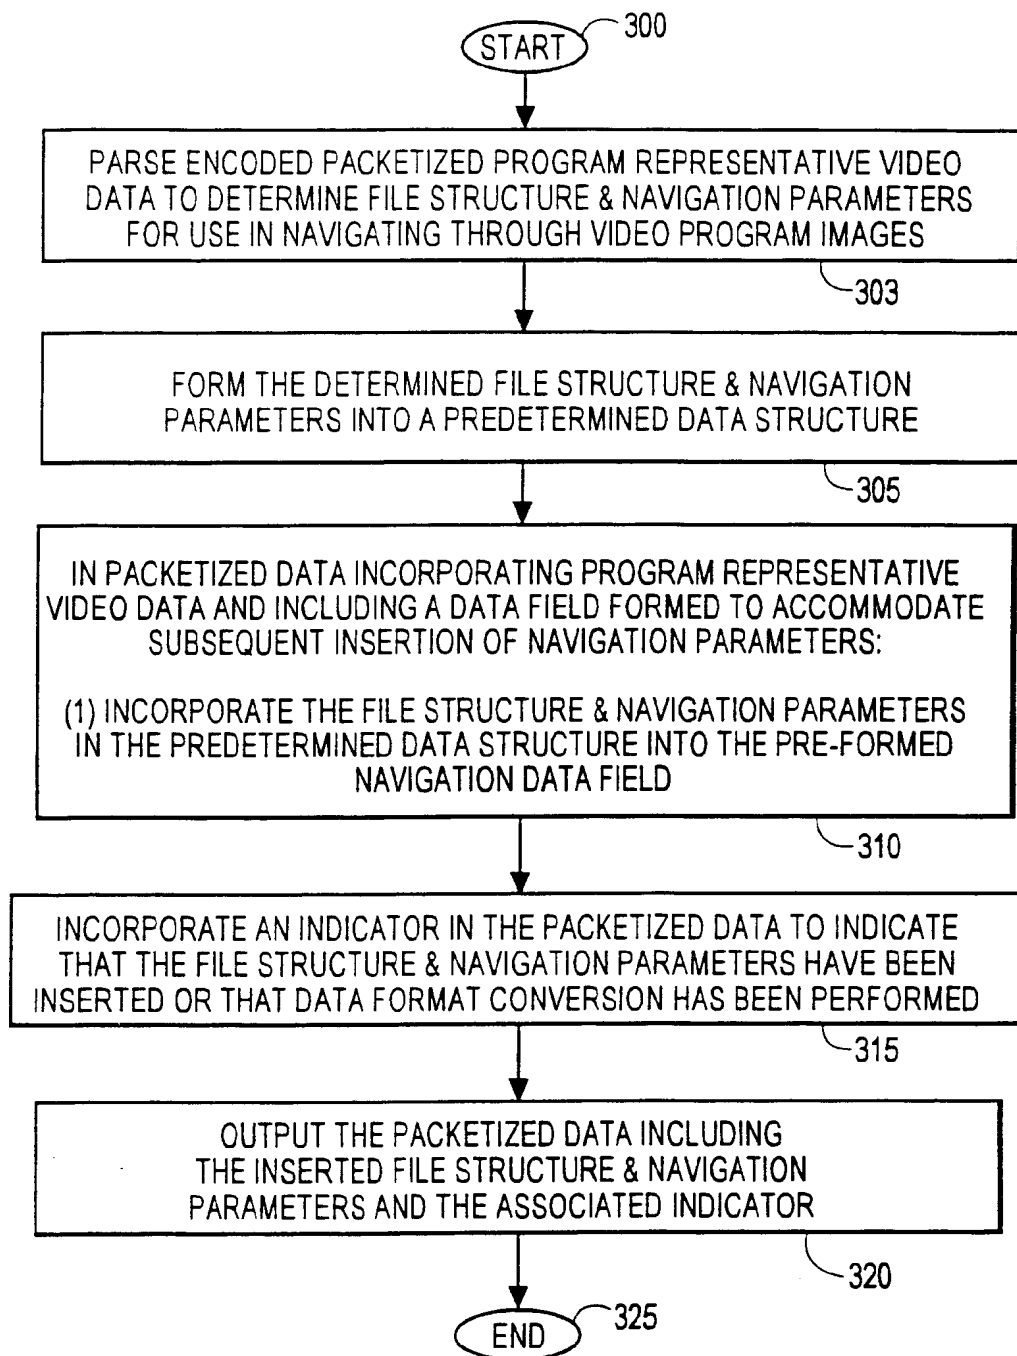 START
300
PARSE ENCODED PACKETIZED PROGRAM REPRESENTATIVE VIDEO
DATA TO DETERMINE FILE STRUCTURE & NAVIGATION PARAMETERS
FOR USE IN NAVIGATING THROUGH VIDEO PROGRAM IMAGES
303
FORM THE DETERMINED FILE STRUCTURE & NAVIGATION
PARAMETERS INTO A PREDETERMINED DATA STRUCTURE
305
IN PACKETIZED DATA INCORPORATING PROGRAM REPRESENTATIVE
VIDEO DATA AND INCLUDING A DATA FIELD FORMED TO ACCOMMODATE
SUBSEQUENT INSERTION OF NAVIGATION PARAMETERS:
(1) INCORPORATE THE FILE STRUCTURE & NAVIGATION PARAMETERS
IN THE PREDETERMINED DATA STRUCTURE INTO THE PRE-FORMED
NAVIGATION DATA FIELD
310
INCORPORATE AN INDICATOR IN THE PACKETIZED DATA TO INDICATE
THAT THE FILE STRUCTURE & NAVIGATION PARAMETERS HAVE BEEN
INSERTED OR THAT DATA FORMAT CONVERSION HAS BEEN PERFORMED
315
OUTPUT THE PACKETIZED DATA INCLUDING
THE INSERTED FILE STRUCTURE & NAVIGATION
PARAMETERS AND THE ASSOCIATED INDICATOR
320
END
325